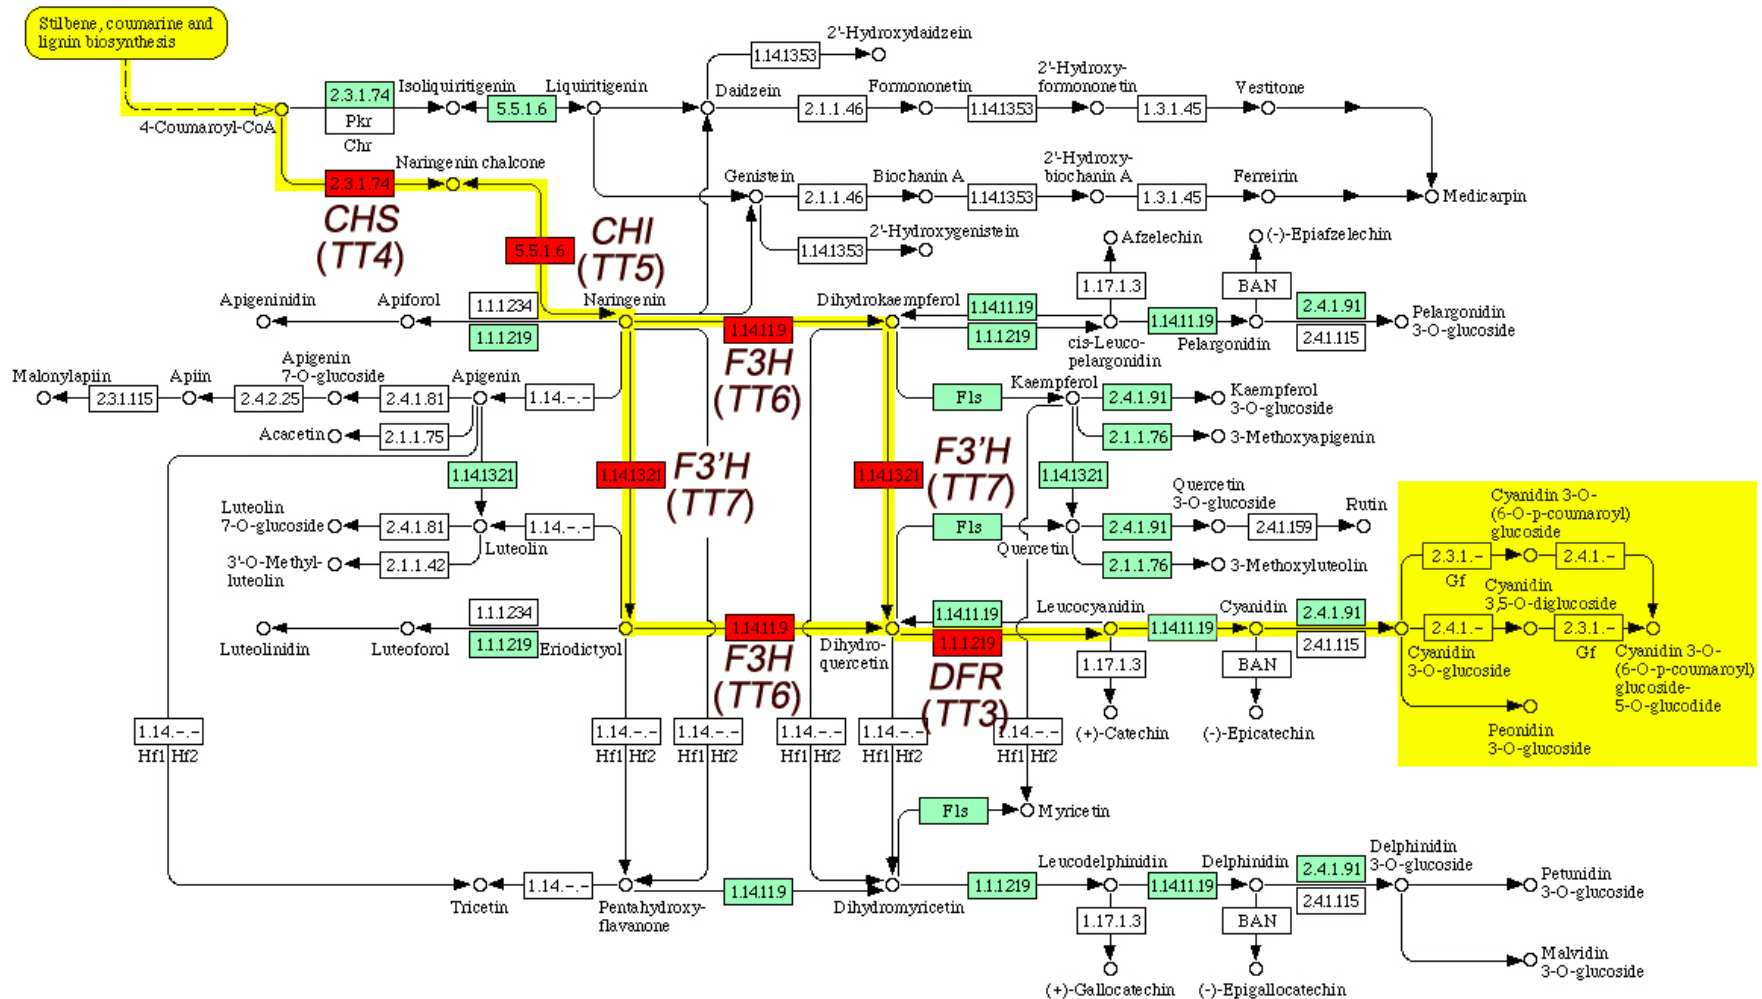 Stilbene, coumarine and
lignin biosynthesis
2'-Hydroxydaidzein
1.14.13.53
2.3.1.74
Pkr
Chr
Isoliquiritigenin
5.5.1.6
Liquiritigenin
Daidzein
2.1.1.46
Formononetin
1.14.13.53
2'-Hydroxy-
formononetin
1.3.1.45
Vestitone
4-Coumaroyl-CoA
Naringenin chalcone
2.3.1.74
CHS
(TT4)
5.5.1.6
CHI
(TT5)
Genistein
2.1.1.46
Biochanin A
1.14.13.53
2'-Hydroxy-
biochanin A
1.3.1.45
Ferreirin
Medicarpin
1.14.13.53
2'-Hydroxygenistein
Afzelechin
(-)-Epiafzelechin
1.17.1.3
BAN
Apigeninidin
Apiforol
1.1.1.234
1.1.1.219
Naringenin
1.14.11.9
F3H
(TT6)
Dihydrokaempferol
1.14.11.19
1.1.1.219
cis-Leuco-
pelargonidin
1.14.11.19
Pelargonidin
2.4.1.91
2.4.1.115
Pelargonidin
3-O-glucoside
Malonylapiin
2.3.1.115
Apiin
2.4.2.25
Apigenin
7-O-glucoside
2.4.1.81
Apigenin
1.14.-.-
Fls
Kaempferol
2.4.1.91
Kaempferol
3-O-glucoside
Acacetin
2.1.1.75
2.1.1.76
3-Methoxyapigenin
1.14.13.21
1.14.13.21
F3'H
(TT7)
1.14.13.21
F3'H
(TT7)
1.14.13.21
Luteolin
7-O-glucoside
2.4.1.81
Luteolin
1.14.-.-
Fls
Quercetin
2.4.1.91
Quercetin
3-O-glucoside
2.4.1.159
Rutin
3'-O-Methyl-
luteolin
2.1.1.42
2.1.1.76
3-Methoxyluteolin
Cyanidin 3-O-
(6-O-p-coumaroyl)
glucoside
2.3.1.-
Gf
2.4.1.-
Cyanidin
3,5-O-diglucoside
2.4.1.-
2.3.1.-
Gf
Cyanidin
3-O-glucoside
Cyanidin 3-O-
(6-O-p-coumaroyl)
glucoside-
5-O-glucodide
Peonidin
3-O-glucoside
Luteolinidin
Luteoforol
1.1.1.234
1.1.1.219
Eriodictyol
1.14.11.9
F3H
(TT6)
Dihydro-
quercetin
1.14.11.19
1.1.1.219
DFR
(TT3)
Leucocyanidin
1.14.11.19
Cyanidin
2.4.1.91
2.4.1.115
1.17.1.3
BAN
(+)-Catechin
(-)-Epicatechin
1.14.-.-
Hf1 Hf2
1.14.-.-
Hf1 Hf2
1.14.-.-
Hf1 Hf2
1.14.-.-
Hf1 Hf2
1.14.-.-
Hf1 Hf2
1.14.-.-
Hf1 Hf2
Fls
Myricetin
Tricetin
1.14.-.-
Pentahydroxy-
flavanone
1.14.11.9
Dihydromyricetin
1.1.1.219
Leucodelphinidin
1.14.11.19
Delphinidin
2.4.1.91
2.4.1.115
Delphinidin
3-O-glucoside
Petunidin
3-O-glucoside
1.17.1.3
BAN
Malvidin
3-O-glucoside
(+)-Gallocatechin
(-)-Epigallocatechin